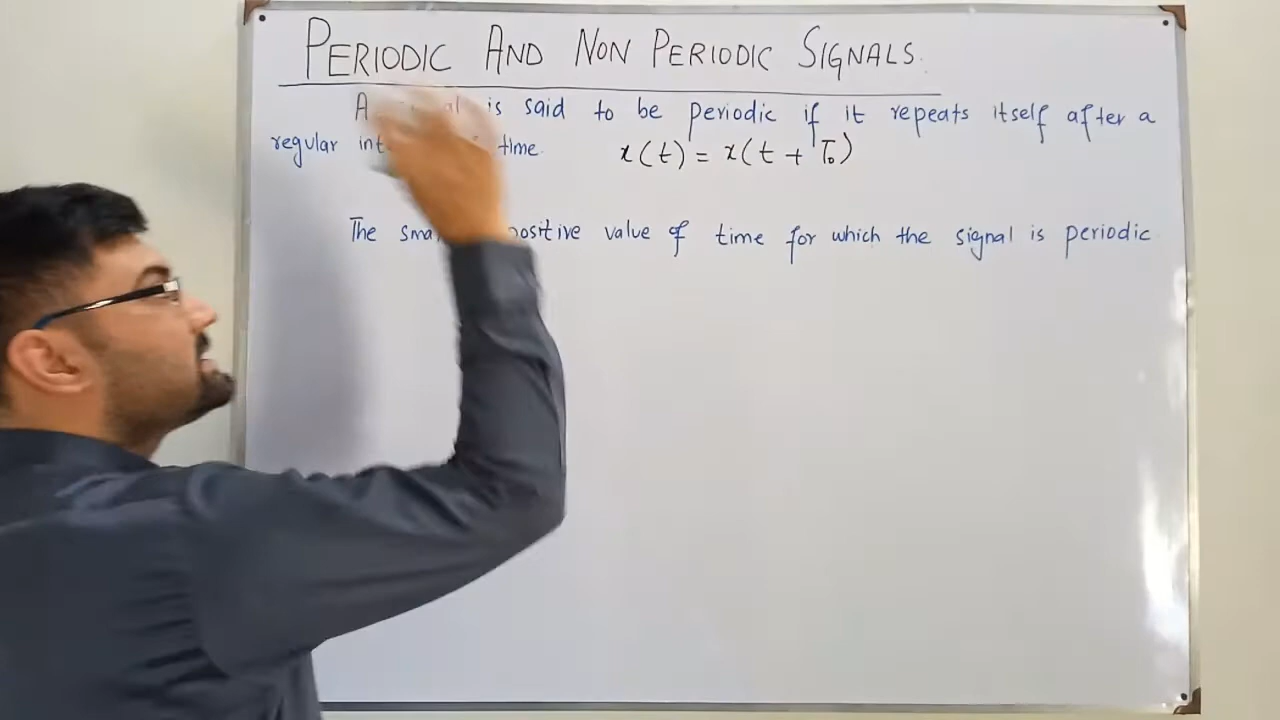 PERIODIC AND NON PERIODIC SIGNALS.
A is said to be periodic if it repeats itself after a
regular time. x(t) = x(t + T₀)
The positive value of time for which the signal is periodic